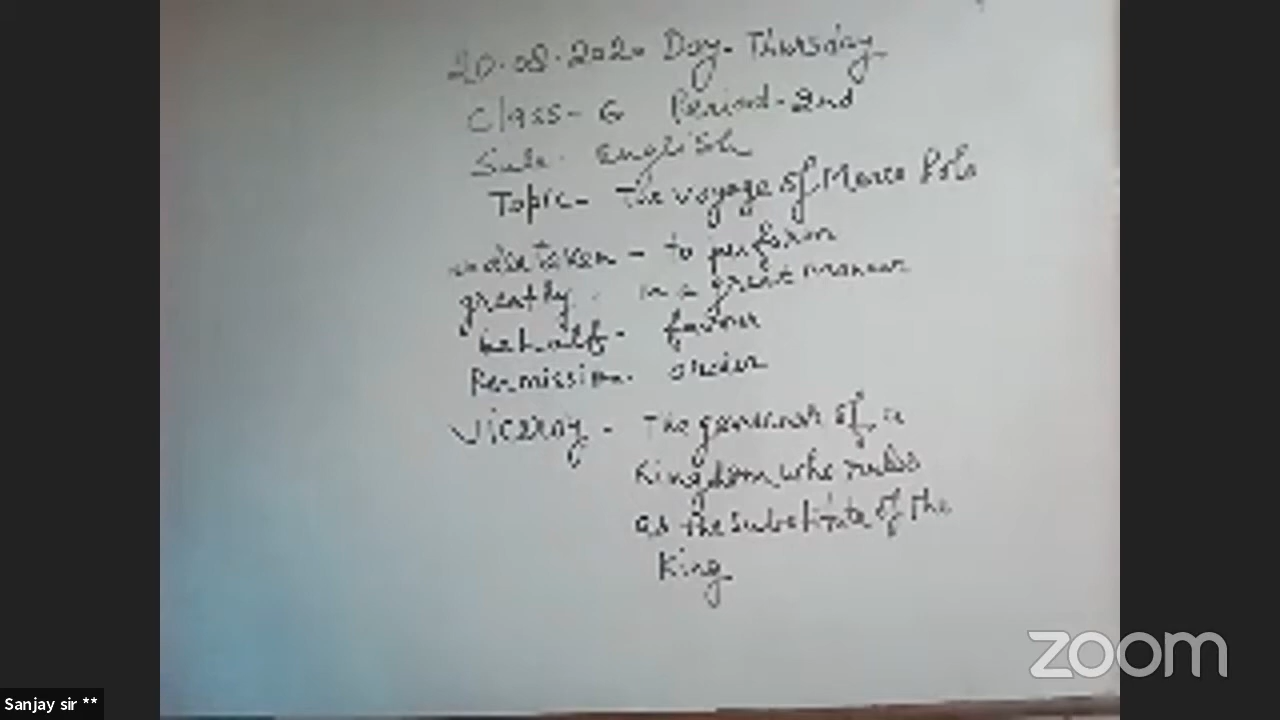 20.08.2020 Day- Thursday
Class- 6 Period- 2nd
Sub- English
Topic- The voyage of Marco Polo
undertaken - to perform
greatly - in a great manner
behalf - favour
Permission - order
Viceroy - The governor of a
kingdom who rules
as the substitute of the
King
zoom
Sanjay sir **